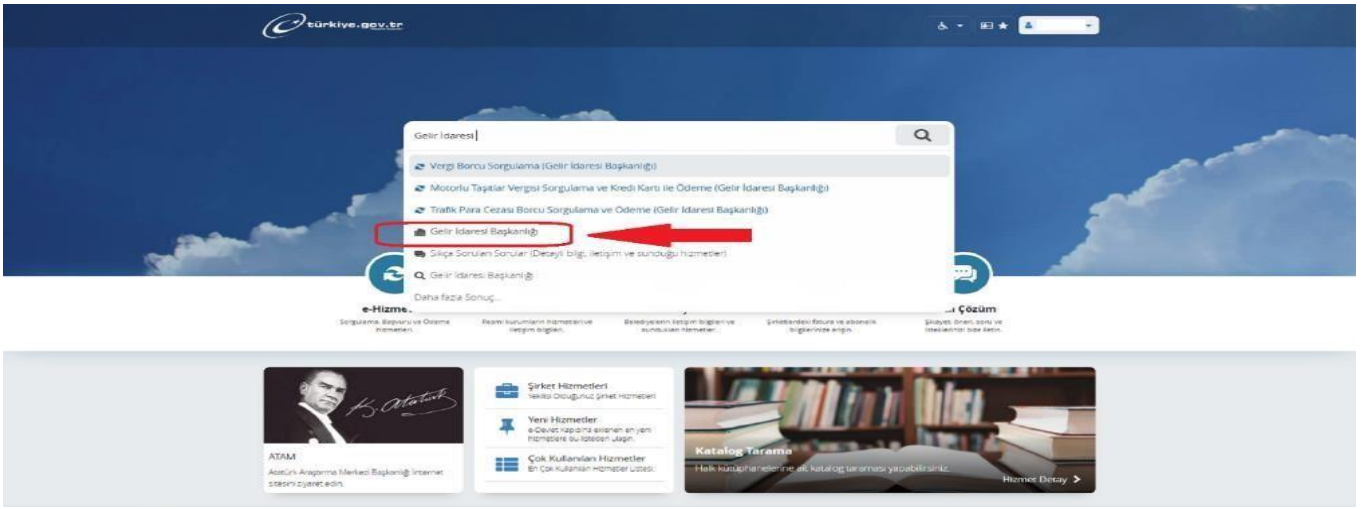 türkiye.gov.tr
Gelir İdaresi
Vergi Borcu Sorgulama (Gelir İdaresi Başkanlığı)
Motorlu Taşıtlar Vergisi Sorgulama ve Kredi Kartı ile Ödeme (Gelir İdaresi Başkanlığı)
Trafik Para Cezası Borcu Sorgulama ve Ödeme (Gelir İdaresi Başkanlığı)
Gelir İdaresi Başkanlığı
Sıkça Sorulan Sorular (Detaylı bilgi, iletişim ve sunduğu hizmetler)
Gelir İdaresi Başkanlığı
Daha fazla Sonuç...
e-Hizme
Çözüm
Sorgulama, Başvuru ve Ödeme
hizmetleri.
Resmi kurumların hizmetleri ve
iletişim bilgileri.
Belediyelerin iletişim bilgileri ve
sundukları hizmetler.
Şirketlerdeki fatura ve abonelik
bilgilerinize erişin.
Şikayet, öneri, soru ve
isteklerinizi bize iletin.
K. Atatürk
ATAM
Atatürk Araştırma Merkezi Başkanlığı internet
sitesini ziyaret edin.
Şirket Hizmetleri
Yetkili Olduğunuz Şirket Hizmetleri
Yeni Hizmetler
e-Devlet Kapısı'na eklenen en yeni
hizmetlere bu listeden ulaşın.
Çok Kullanılan Hizmetler
En Çok Kullanılan Hizmetler Listesi.
Katalog Tarama
Halk kütüphanelerine ait katalog taraması yapabilirsiniz.
Hizmet Detay